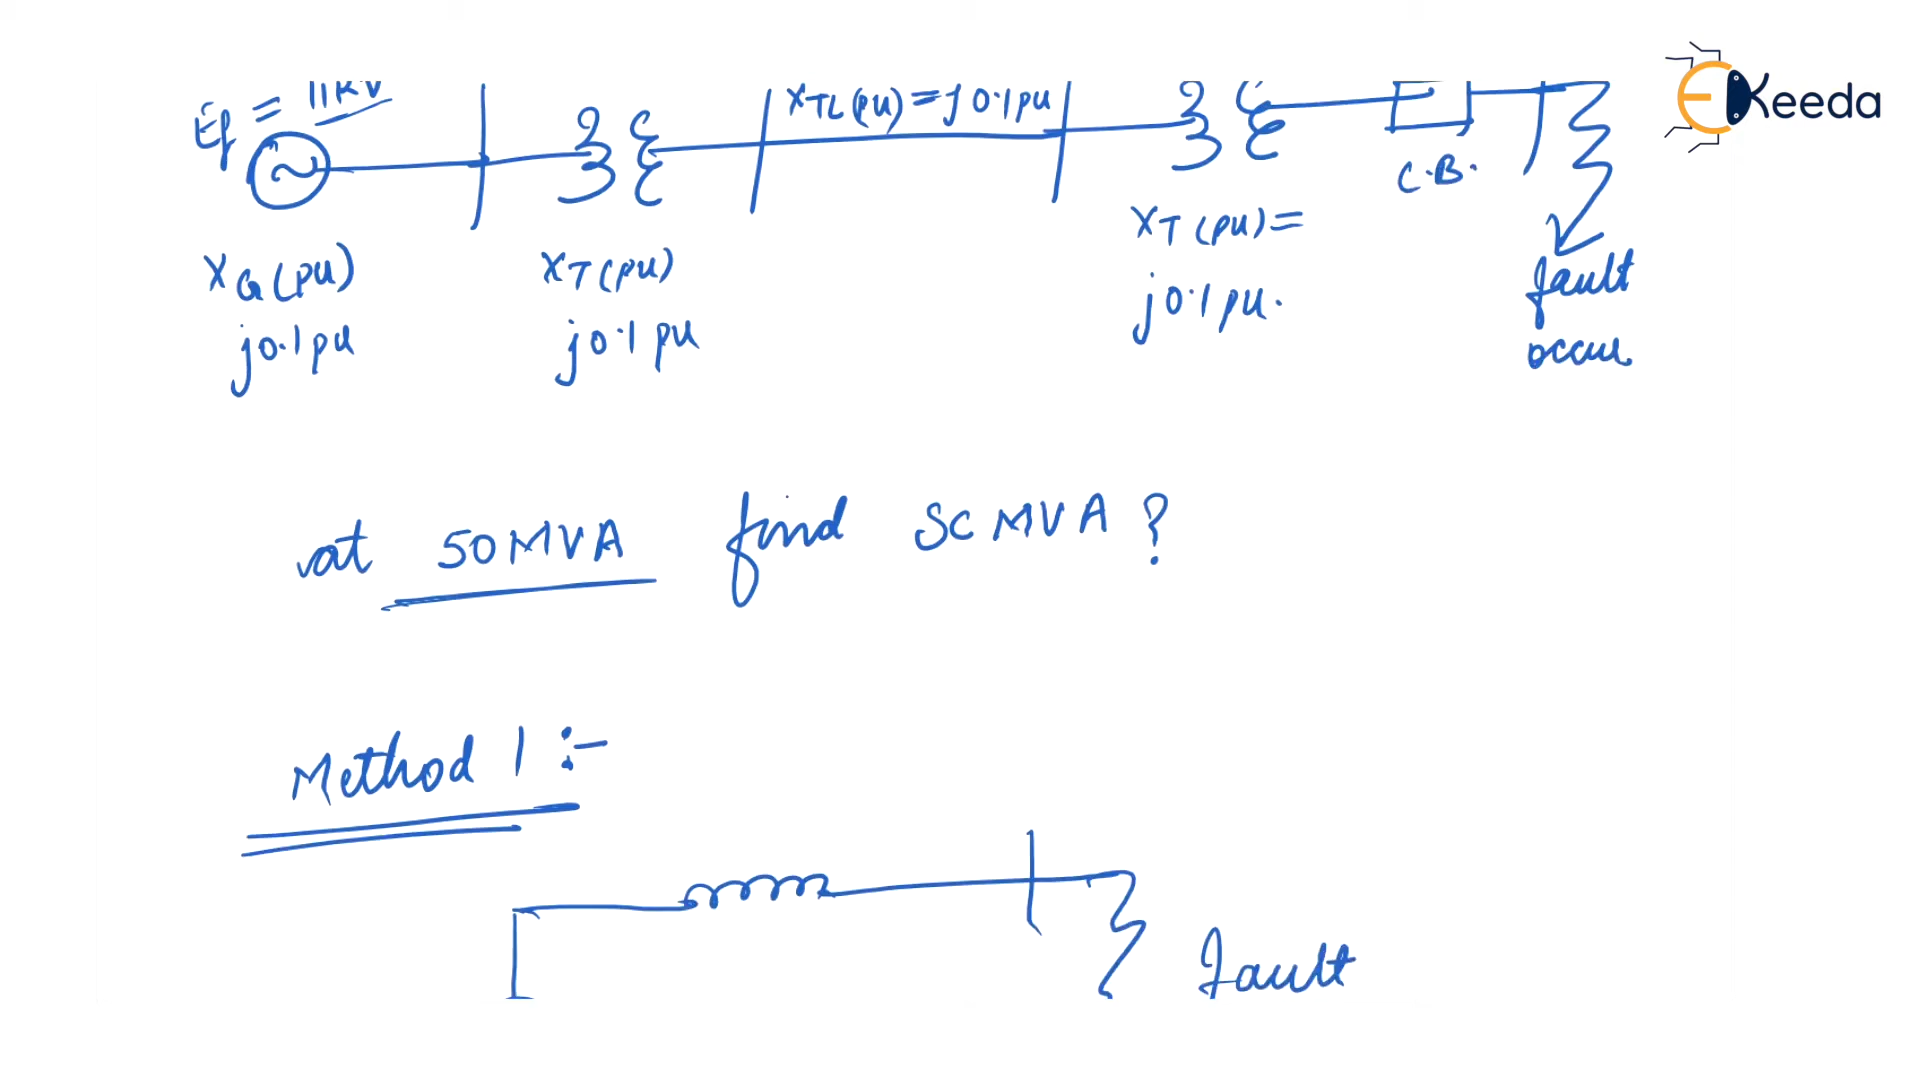 Ef = 11KV
XTL(pu) = j0.1pu
Ekeeda
C.B.
XG(pu)
j0.1pu
XT(pu)
j0.1pu
XT(pu) =
j0.1pu.
fault
occur
at 50MVA find SC MVA?
Method 1 :-
fault